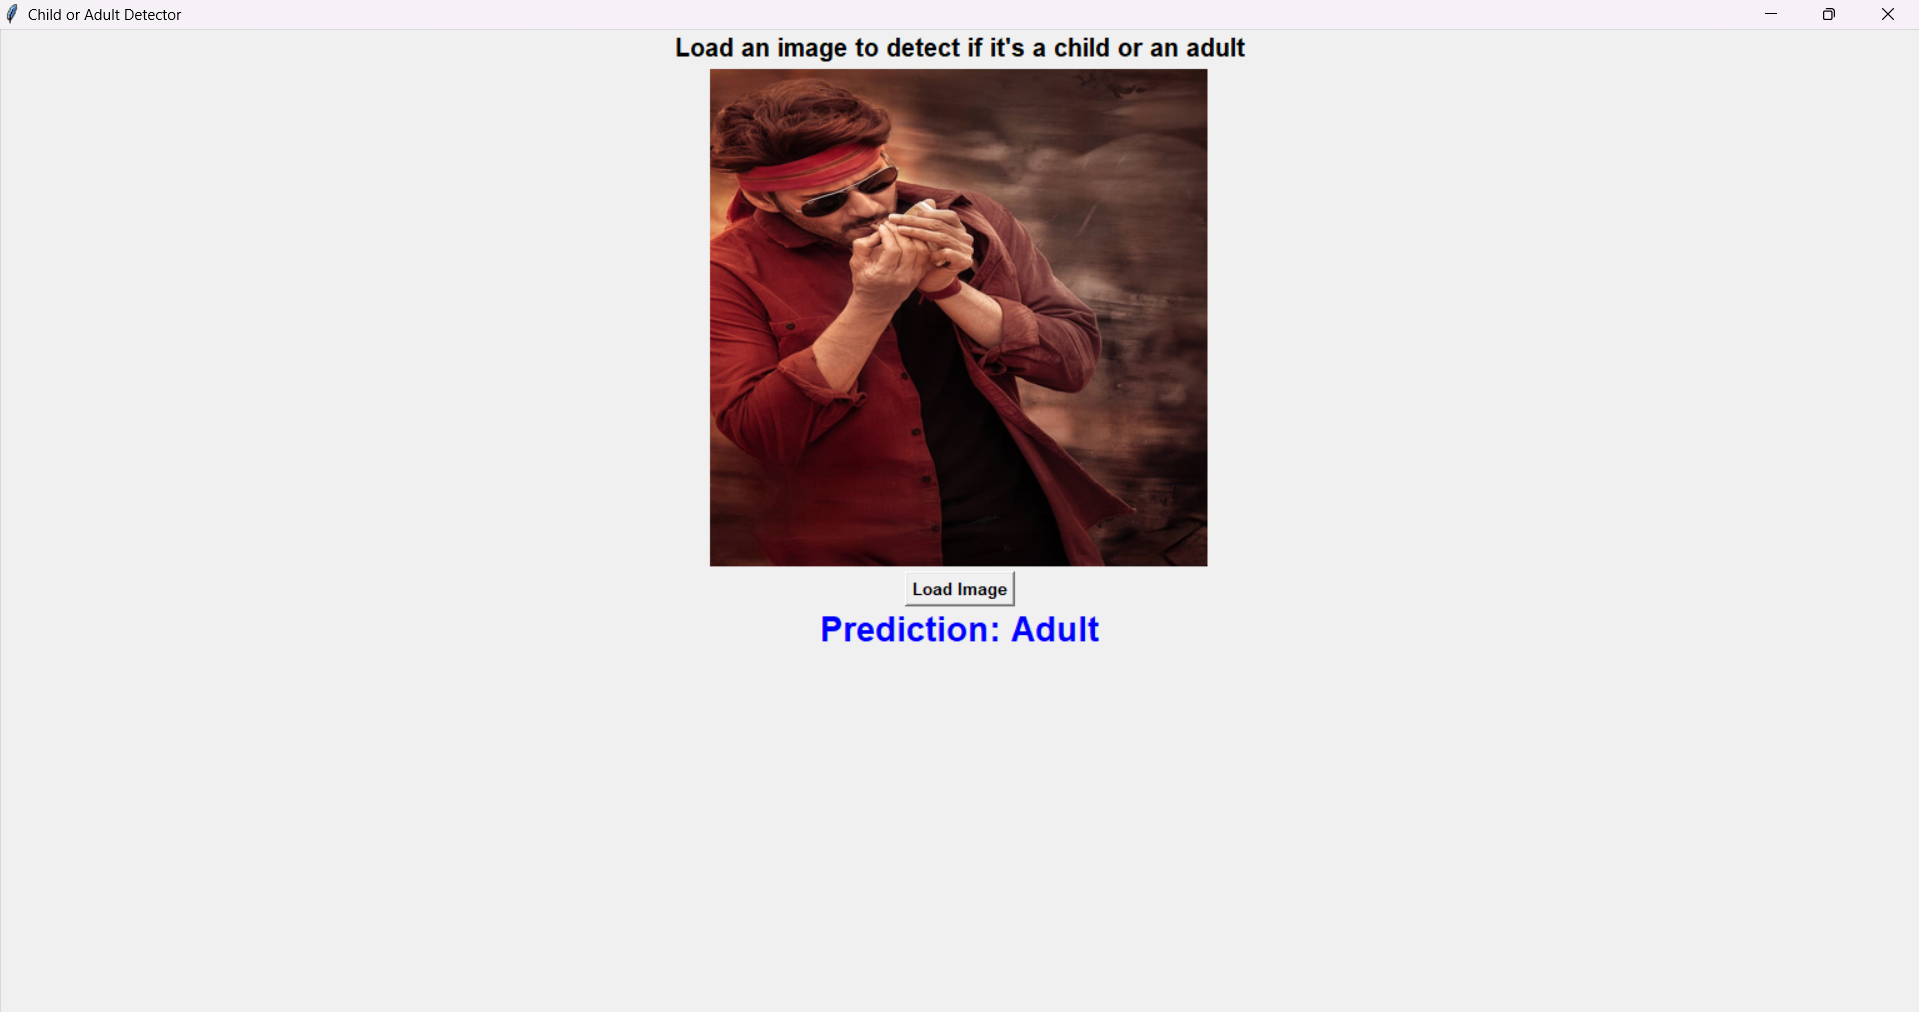 Child or Adult Detector
Load an image to detect if it's a child or an adult
Load Image
Prediction: Adult